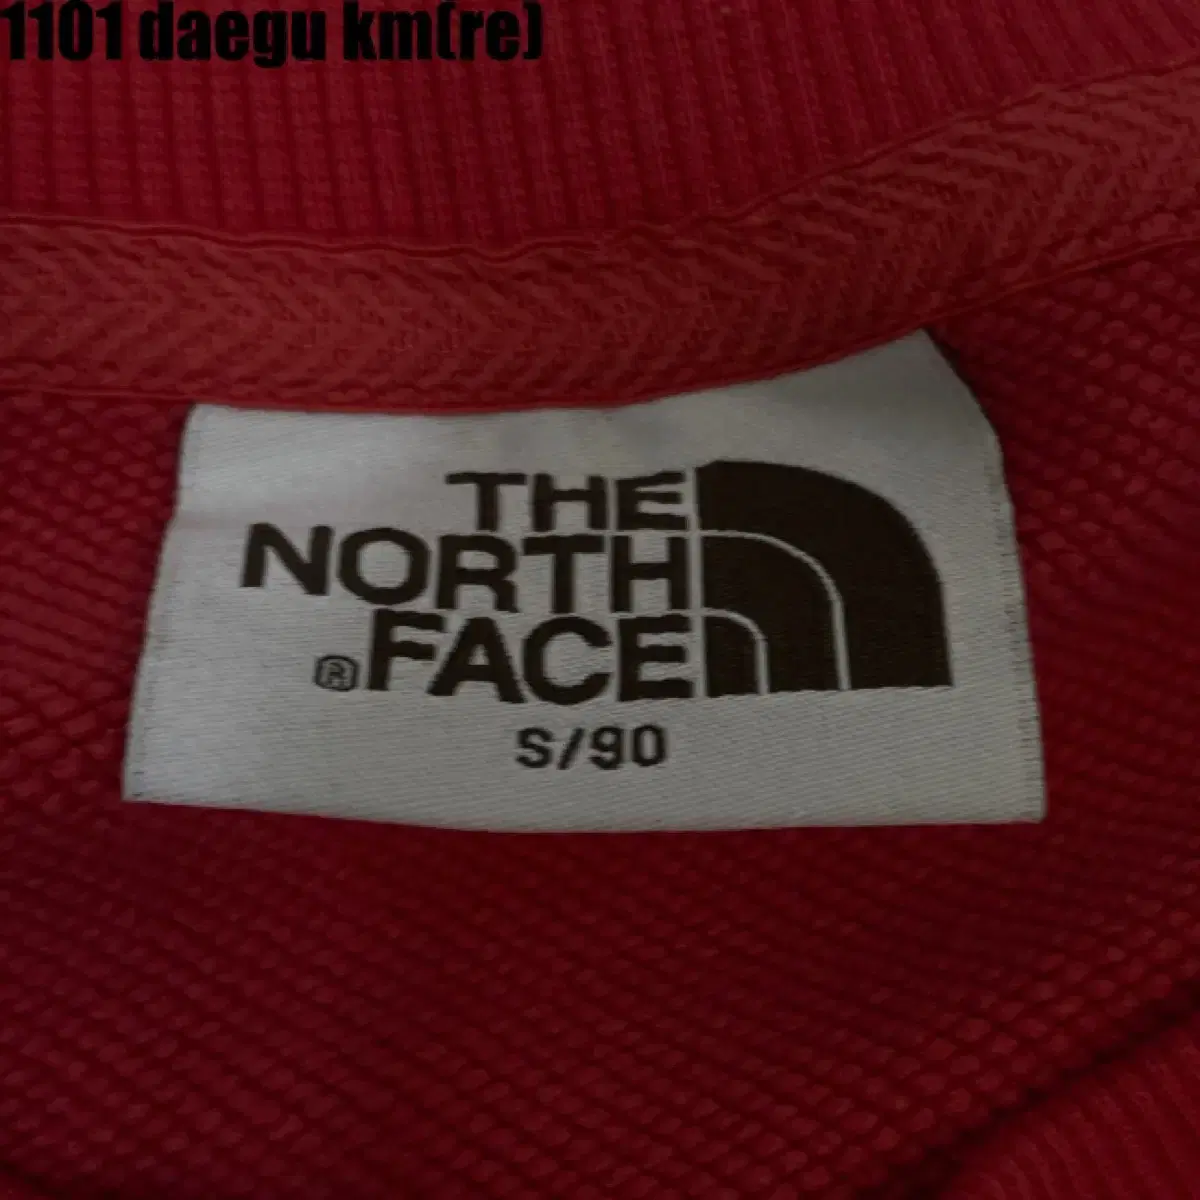 1101 daegu km(re)
THE
NORTH
® FACE
S/90